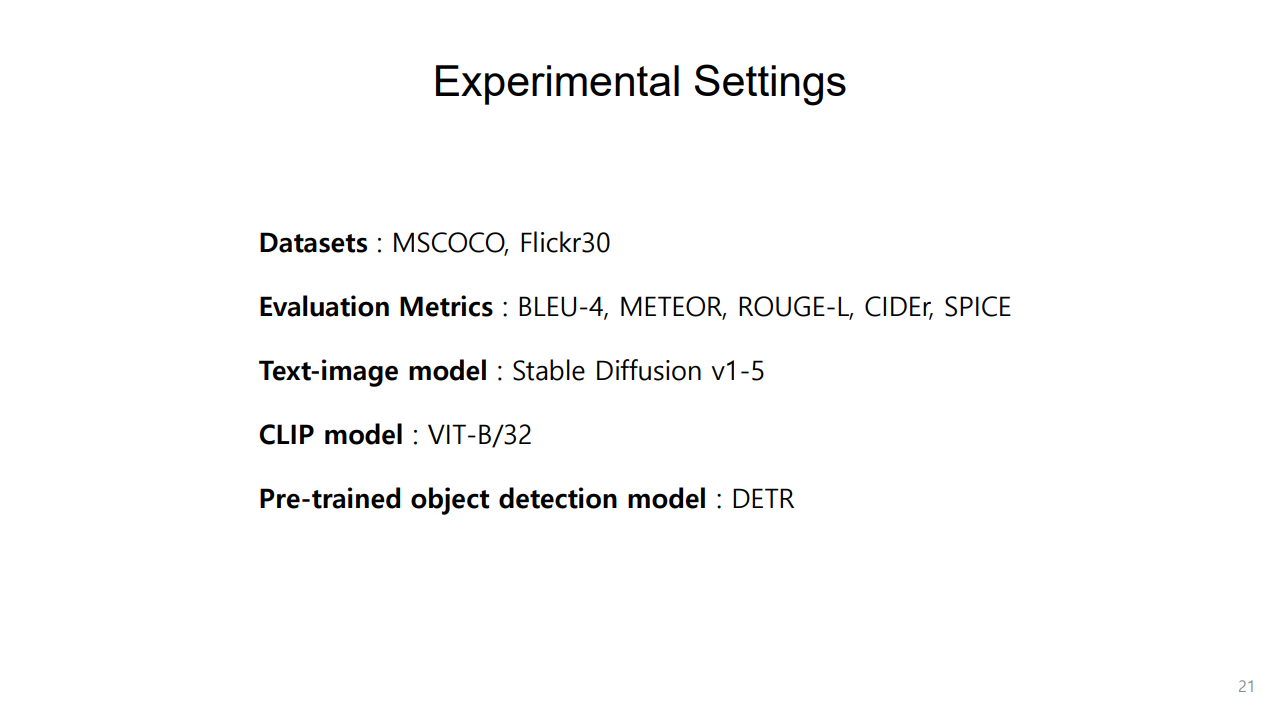 Experimental Settings
Datasets : MSCOCO, Flickr30
Evaluation Metrics : BLEU-4, METEOR, ROUGE-L, CIDEr, SPICE
Text-image model : Stable Diffusion v1-5
CLIP model : VIT-B/32
Pre-trained object detection model : DETR
21